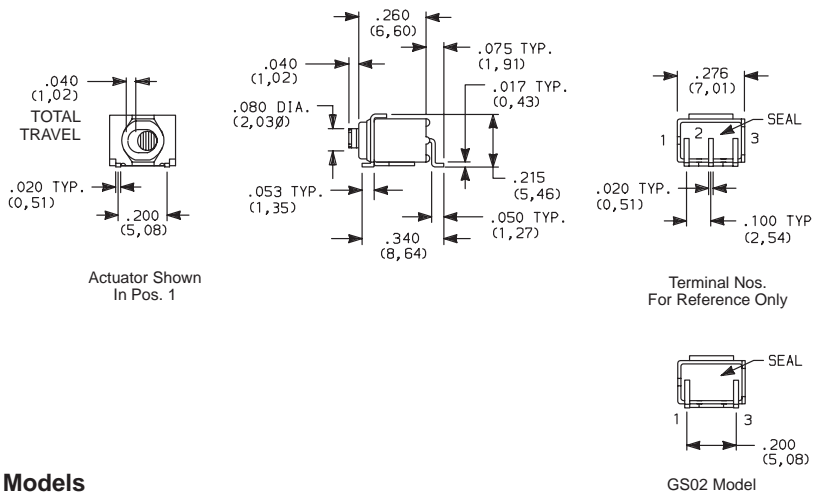 .040
(1,02)
TOTAL
TRAVEL
.020 TYP.
(0,51)
.200
(5,08)
Actuator Shown
In Pos. 1
.260
(6,60)
.040
(1,02)
.075 TYP.
(1,91)
.017 TYP.
(0,43)
.080 DIA.
(2,03Ø)
.053 TYP.
(1,35)
.215
(5,46)
.050 TYP.
(1,27)
.340
(8,64)
.276
(7,01)
SEAL
1 2 3
.020 TYP.
(0,51)
.100 TYP
(2,54)
Terminal Nos.
For Reference Only
SEAL
1 3
.200
(5,08)
GS02 Model
Models